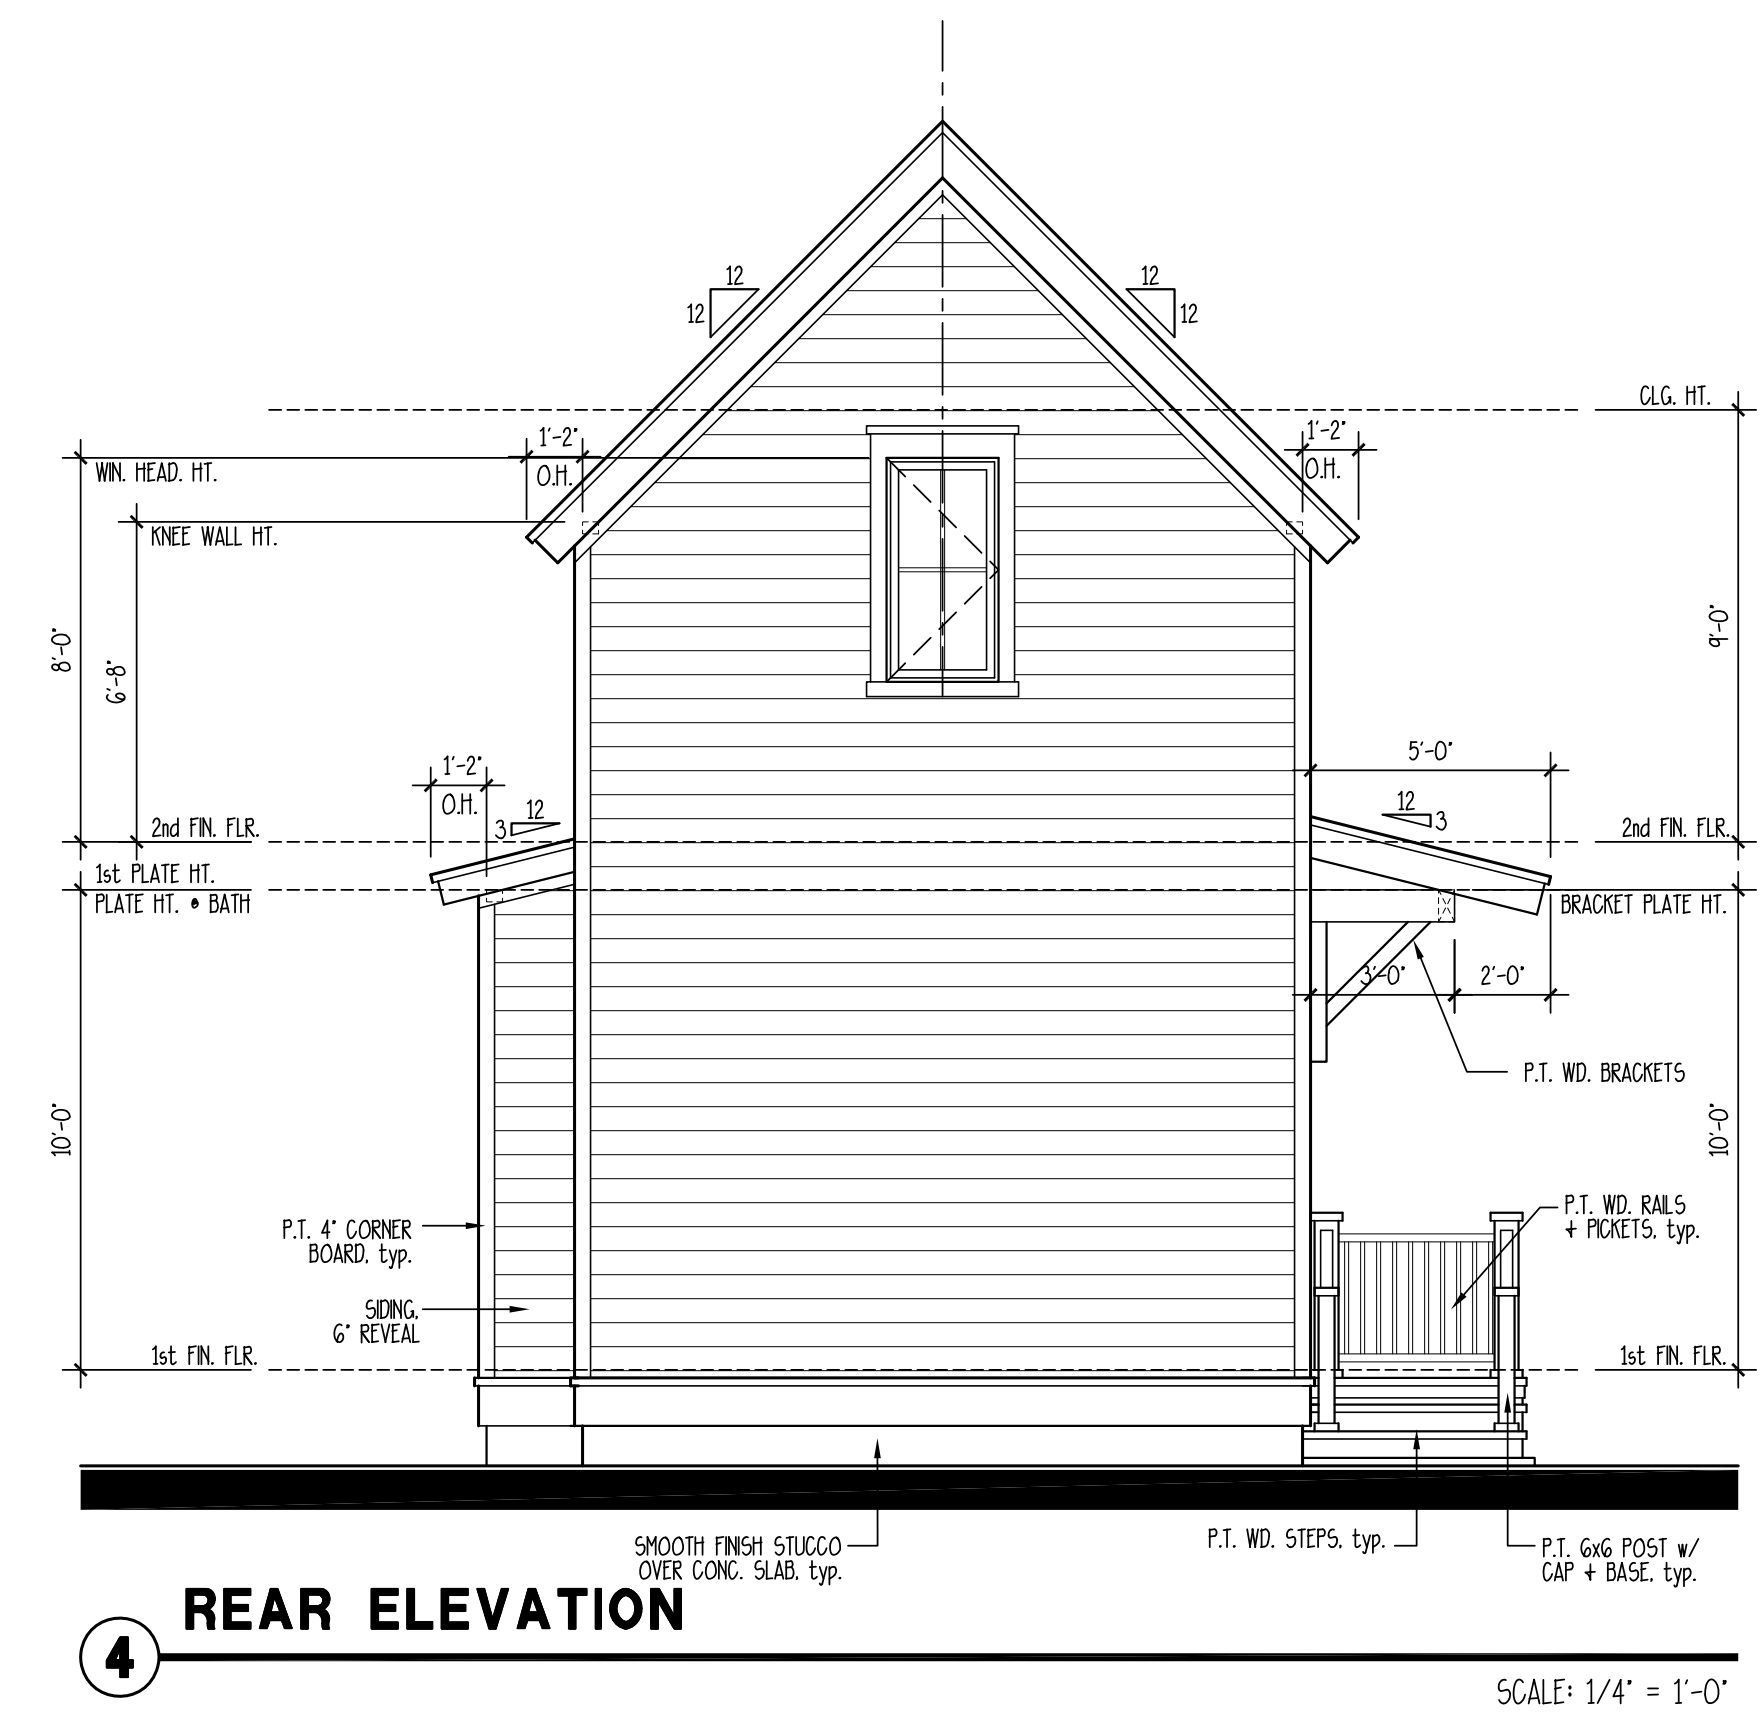 12
12
12
12
CLG. HT.
1'-2"
O.H.
1'-2"
O.H.
WIN. HEAD. HT.
KNEE WALL HT.
8'-0"
6'-8"
9'-0"
1'-2"
O.H.
12
3
5'-0"
12
3
2nd FIN. FLR.
2nd FIN. FLR.
1st PLATE HT.
PLATE HT. @ BATH
BRACKET PLATE HT.
3'-0"
2'-0"
P.T. WD. BRACKETS
10'-0"
10'-0"
P.T. WD. RAILS
+ PICKETS, typ.
P.T. 4" CORNER
BOARD, typ.
SIDING,
6" REVEAL
1st FIN. FLR.
1st FIN. FLR.
SMOOTH FINISH STUCCO
OVER CONC. SLAB, typ.
P.T. WD. STEPS, typ.
P.T. 6x6 POST w/
CAP + BASE, typ.
REAR ELEVATION
4
SCALE: 1/4" = 1'-0"